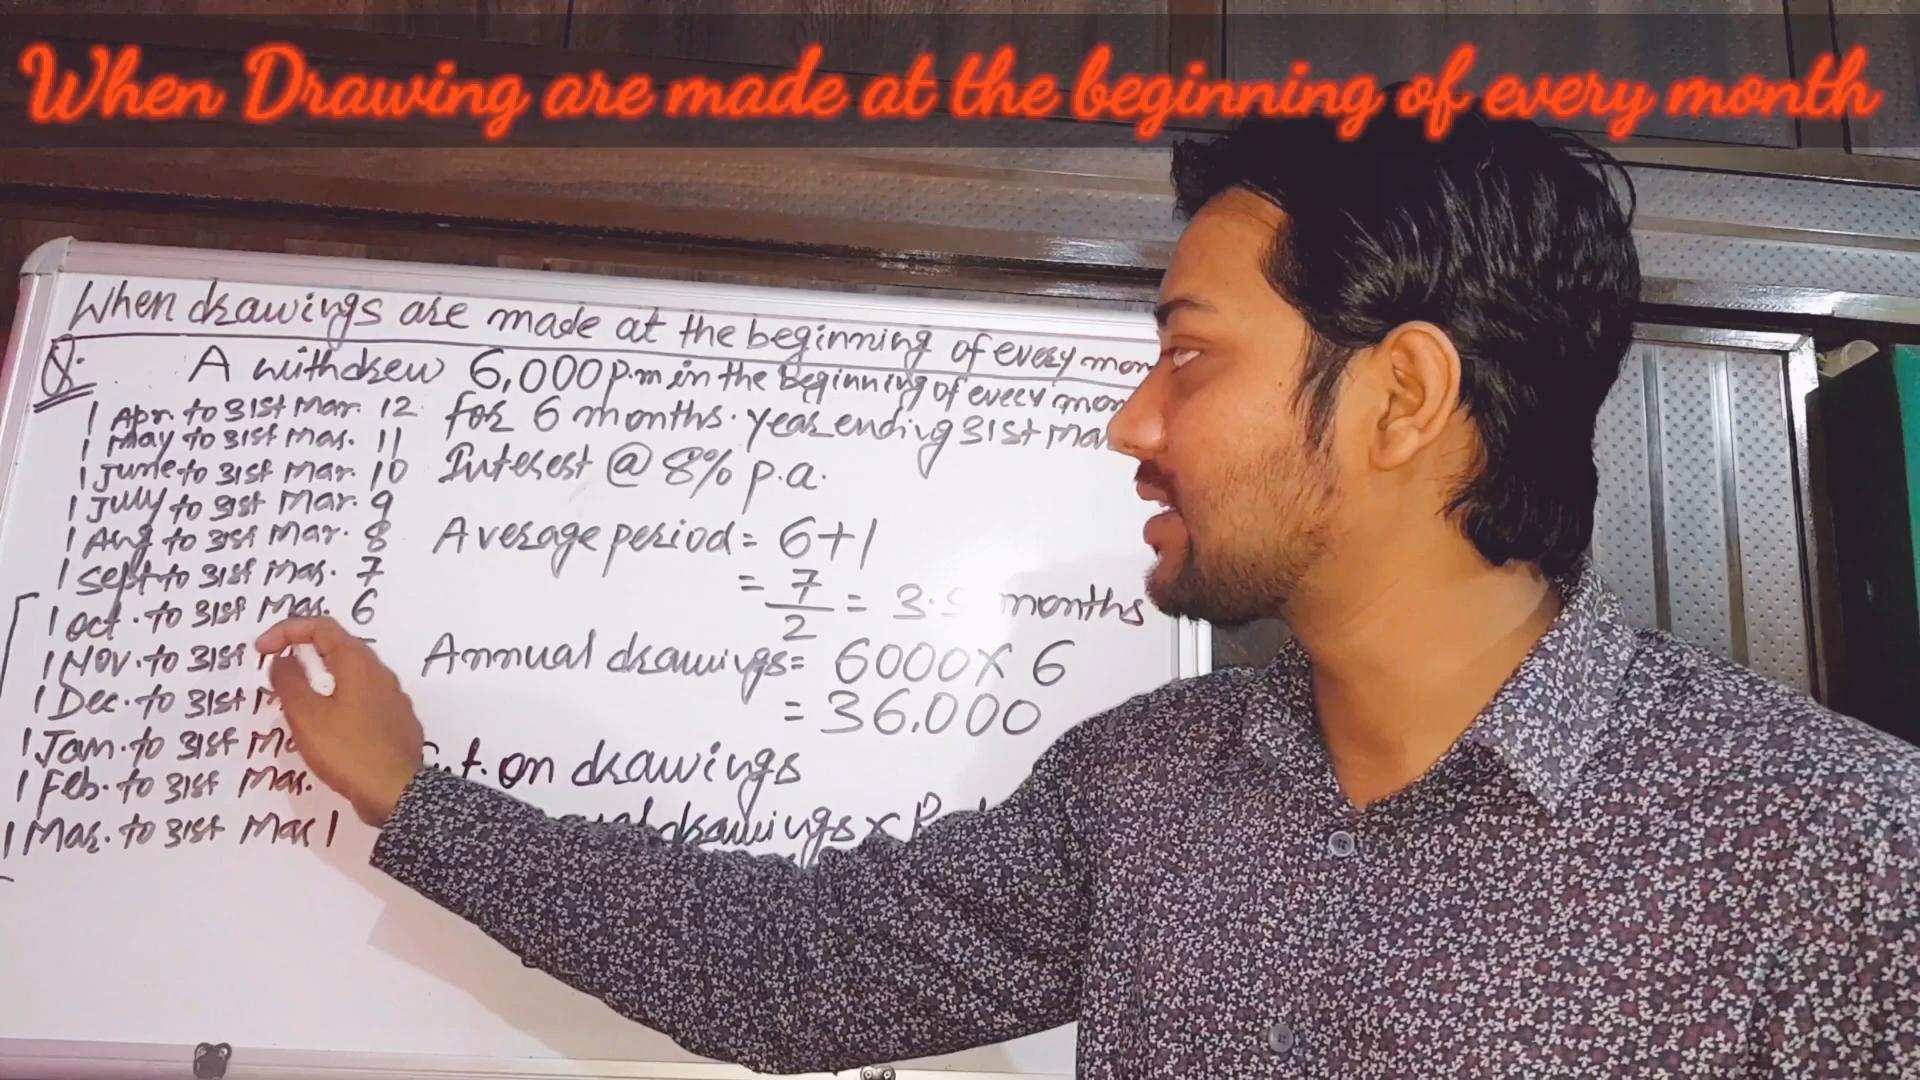 When Drawing are made at the beginning of every month
When drawings are made at the beginning of every mon
Q. A withdrew 6,000 p.m in the beginning of every mon
for 6 months. year ending 31st Ma
Interest @ 8% p.a.
1 Apr. to 31st Mar. 12
1 May to 31st Mar. 11
1 June to 31st Mar. 10
1 July to 31st Mar. 9
1 Aug to 31st Mar. 8
1 Sept to 31st Mar. 7
1 Oct. to 31st Mar. 6
1 Nov. to 31st
1 Dec. to 31st M
1 Jan. to 31st Ma
1 Feb. to 31st Mar.
1 Mar. to 31st Mar 1
Average period = 6+1
= 7/2 = 3.5 months
Annual drawings = 6000 X 6
= 36,000
t. on drawings
drawings x